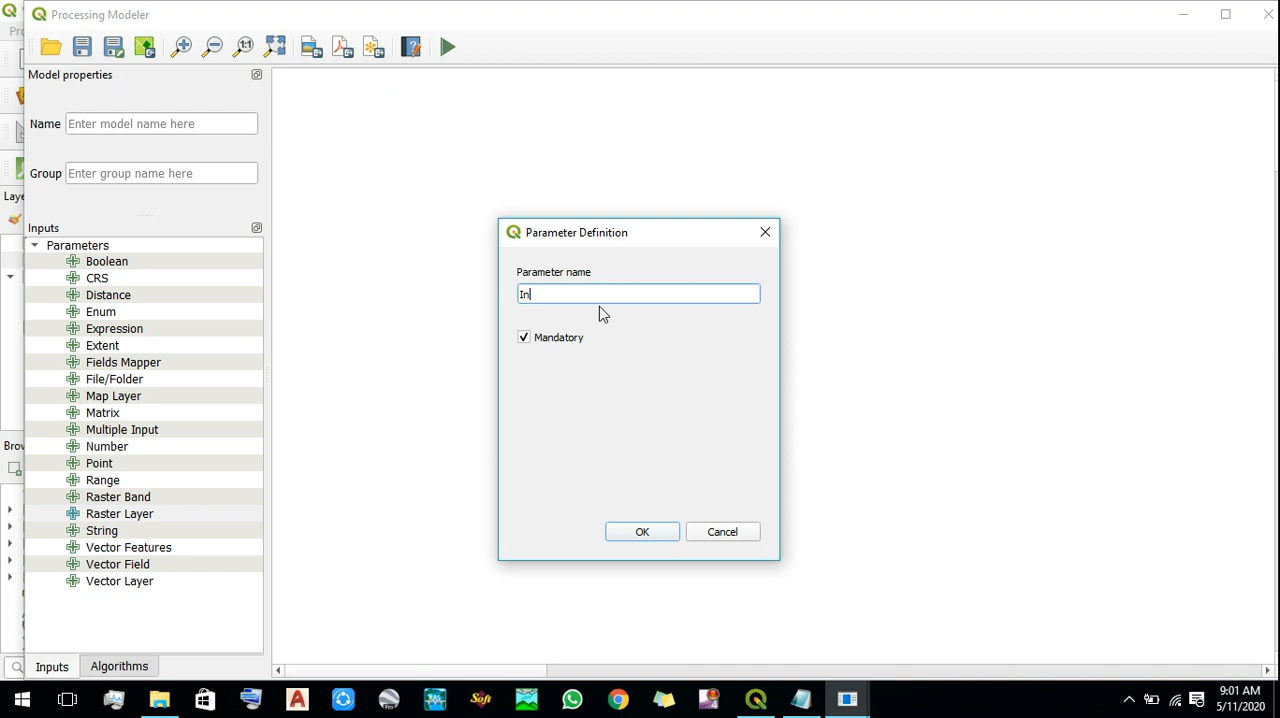 Processing Modeler
Model properties
Name Enter model name here
Group Enter group name here
Inputs
Parameters
Boolean
CRS
Distance
Enum
Expression
Extent
Fields Mapper
File/Folder
Map Layer
Matrix
Multiple Input
Number
Point
Range
Raster Band
Raster Layer
String
Vector Features
Vector Field
Vector Layer
Inputs Algorithms
Laye
Brov
Parameter Definition
Parameter name
In
Mandatory
OK Cancel
9:01 AM
5/11/2020